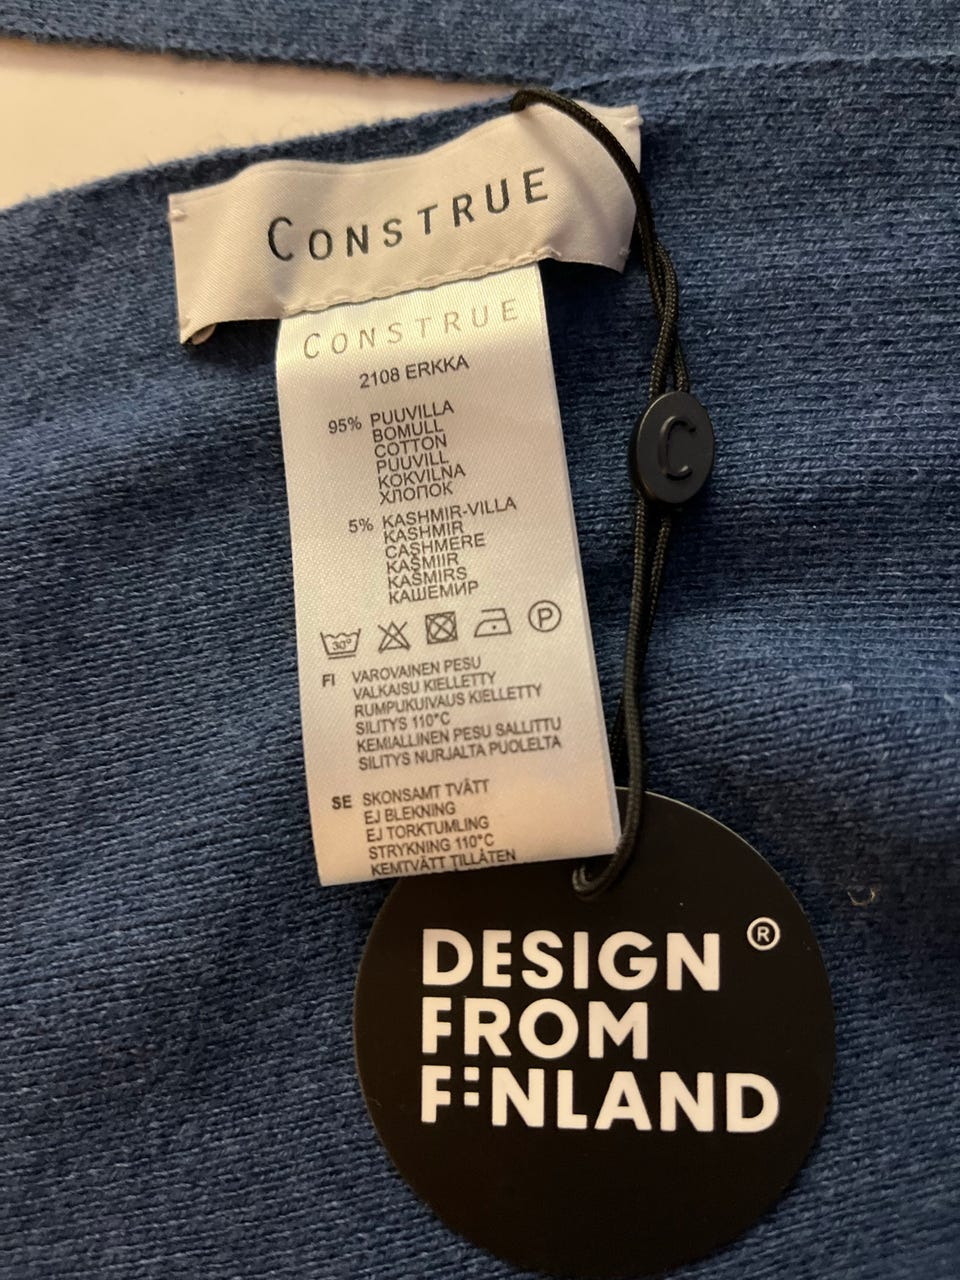 CONSTRUE
CONSTRUE
2108 ERKKA
95% PUUVILLA
BOMULL
COTTON
PUUVILL
KOKVILNA
ХЛОПОК
5% KASHMIR-VILLA
KASHMIR
CASHMERE
KAŠMIIR
KAŠMIRS
КАШЕМИР
30° P
FI VAROVAINEN PESU
VALKAISU KIELLETTY
RUMPUKUIVAUS KIELLETTY
SILITYS 110°C
KEMIALLINEN PESU SALLITTU
SILITYS NURJALTA PUOLELTA
SE SKONSAMT TVÄTT
EJ BLEKNING
EJ TORKTUMLING
STRYKNING 110°C
KEMTVÄTT TILLÅTEN
C
DESIGN ®
FROM
FINLAND